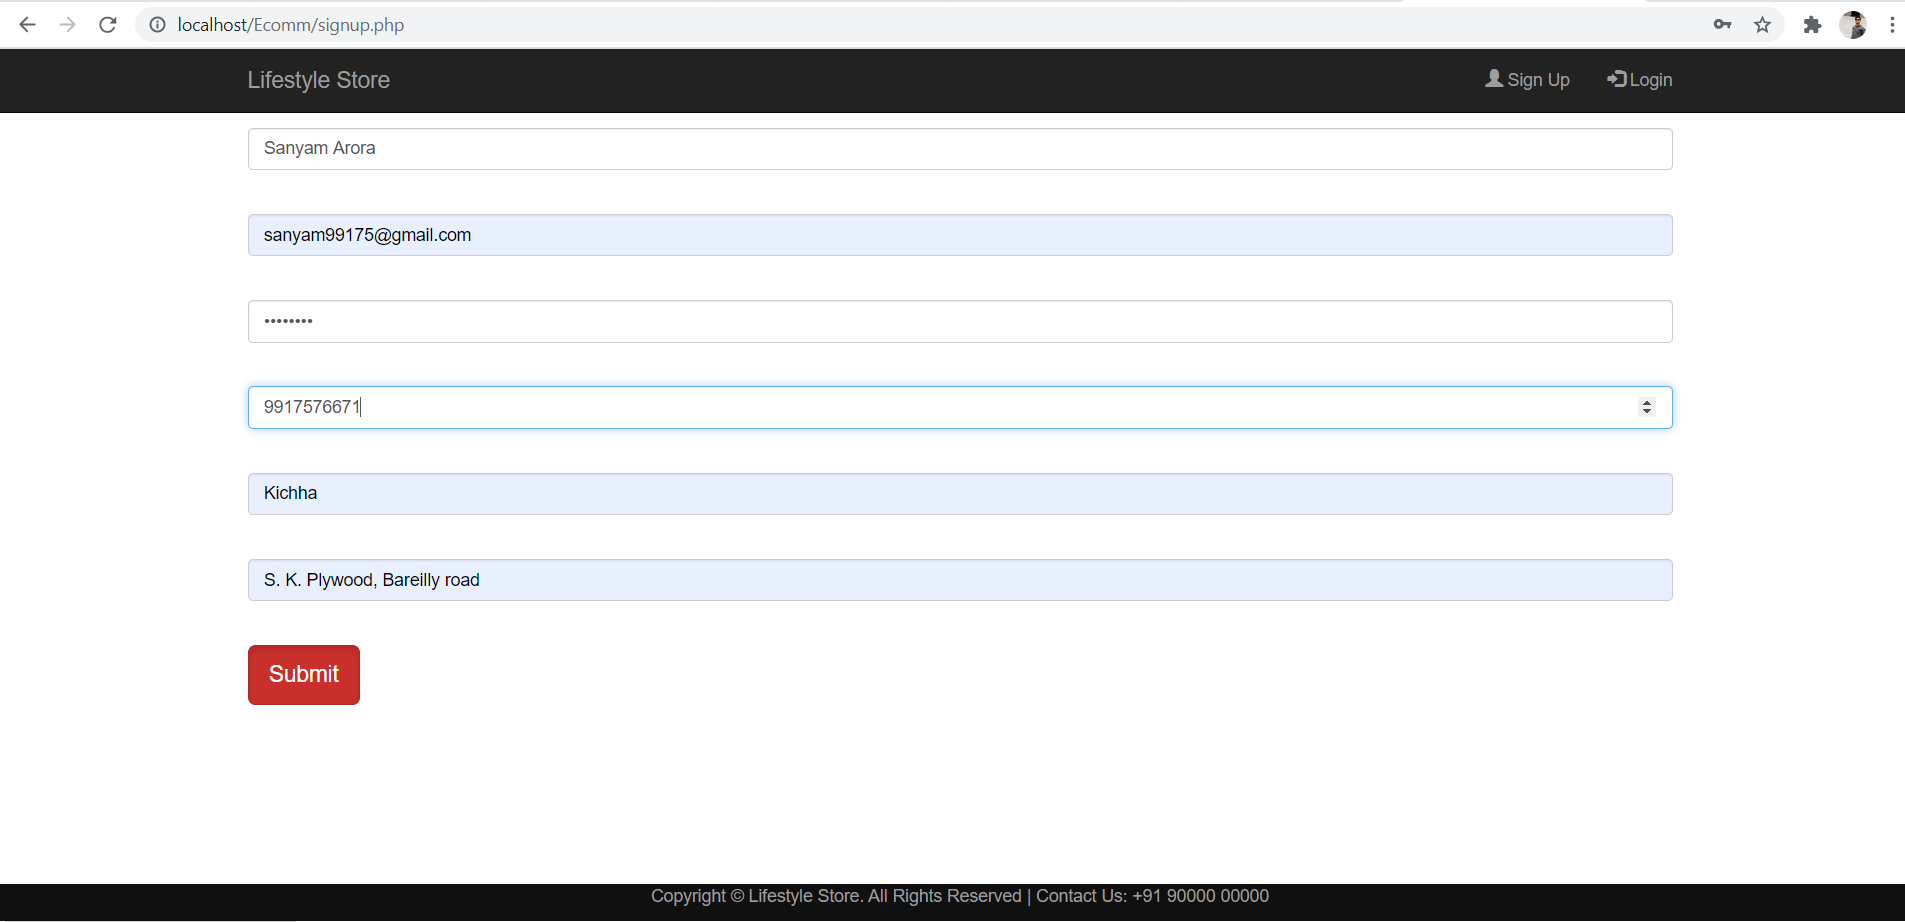 localhost/Ecomm/signup.php
Lifestyle Store
Sign Up
Login
Sanyam Arora
sanyam99175@gmail.com
••••••••
9917576671
Kichha
S. K. Plywood, Bareilly road
Submit
Copyright © Lifestyle Store. All Rights Reserved | Contact Us: +91 90000 00000